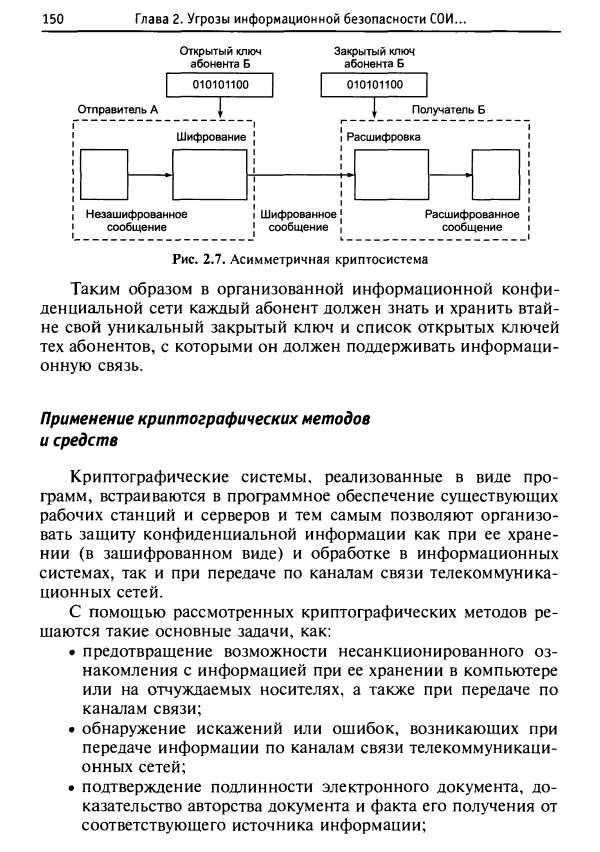 150 Глава 2. Угрозы информационной безопасности СОИ...
Открытый ключ
абонента Б
Закрытый ключ
абонента Б
010101100
010101100
Отправитель А
Получатель Б
Шифрование
Расшифровка
Незашифрованное
сообщение
Шифрованное
сообщение
Расшифрованное
сообщение
Рис. 2.7. Асимметричная криптосистема
Таким образом в организованной информационной конфи-
денциальной сети каждый абонент должен знать и хранить втай-
не свой уникальный закрытый ключ и список открытых ключей
тех абонентов, с которыми он должен поддерживать информаци-
онную связь.
Применение криптографических методов
и средств
Криптографические системы, реализованные в виде про-
грамм, встраиваются в программное обеспечение существующих
рабочих станций и серверов и тем самым позволяют организо-
вать защиту конфиденциальной информации как при ее хране-
нии (в зашифрованном виде) и обработке в информационных
системах, так и при передаче по каналам связи телекоммуника-
ционных сетей.
С помощью рассмотренных криптографических методов ре-
шаются такие основные задачи, как:
• предотвращение возможности несанкционированного оз-
накомления с информацией при ее хранении в компьютере
или на отчуждаемых носителях, а также при передаче по
каналам связи;
• обнаружение искажений или ошибок, возникающих при
передаче информации по каналам связи телекоммуникаци-
онных сетей;
• подтверждение подлинности электронного документа, до-
казательство авторства документа и факта его получения от
соответствующего источника информации;